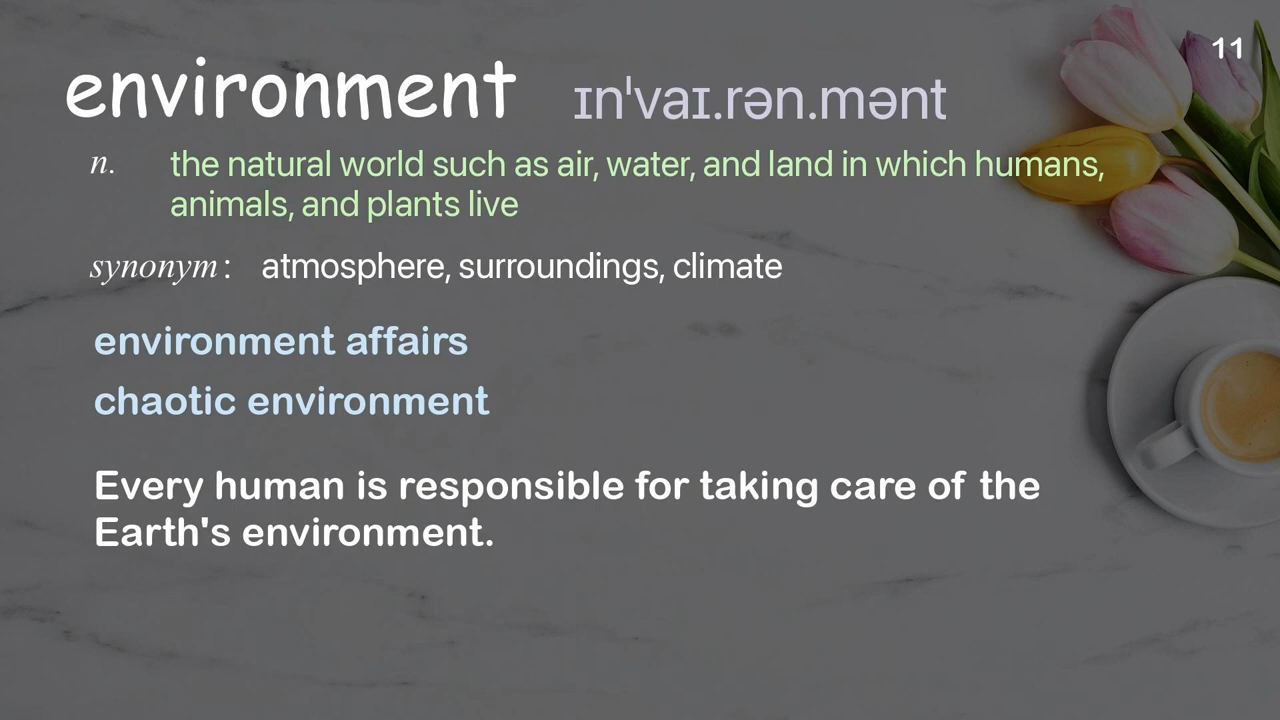 11
environment ɪnˈvaɪ.rən.mənt
n. the natural world such as air, water, and land in which humans,
animals, and plants live
synonym: atmosphere, surroundings, climate
environment affairs
chaotic environment
Every human is responsible for taking care of the
Earth's environment.